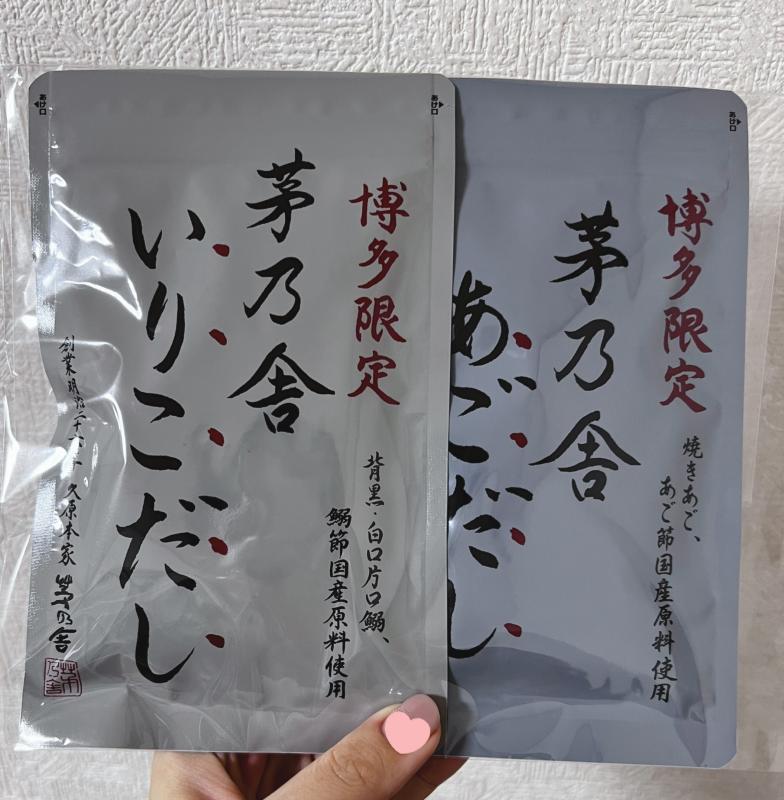 あけ口
あけ口
博多限定
茅乃舎
いりこだし
背黒・白口片口鰯、
鰯節国産原料使用
久原本家 茅乃舎
あけ口
博多限定
茅乃舎
あごだし
焼きあご、
あご節国産原料使用